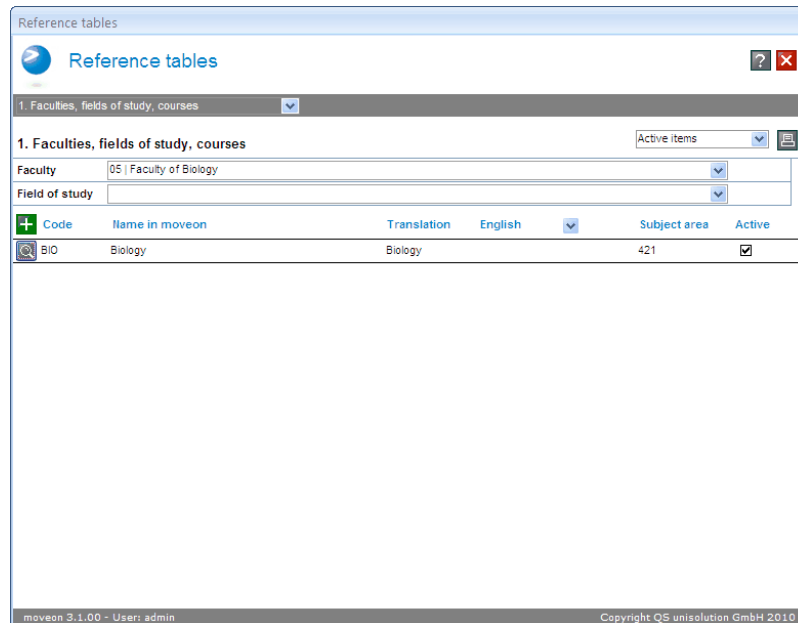 Reference tables
Reference tables
?
1. Faculties, fields of study, courses
1. Faculties, fields of study, courses Active items
Faculty 05 | Faculty of Biology
Field of study
Code Name in moveon Translation English Subject area Active
BIO Biology Biology 421
moveon 3.1.00 - User: admin Copyright QS unisolution GmbH 2010